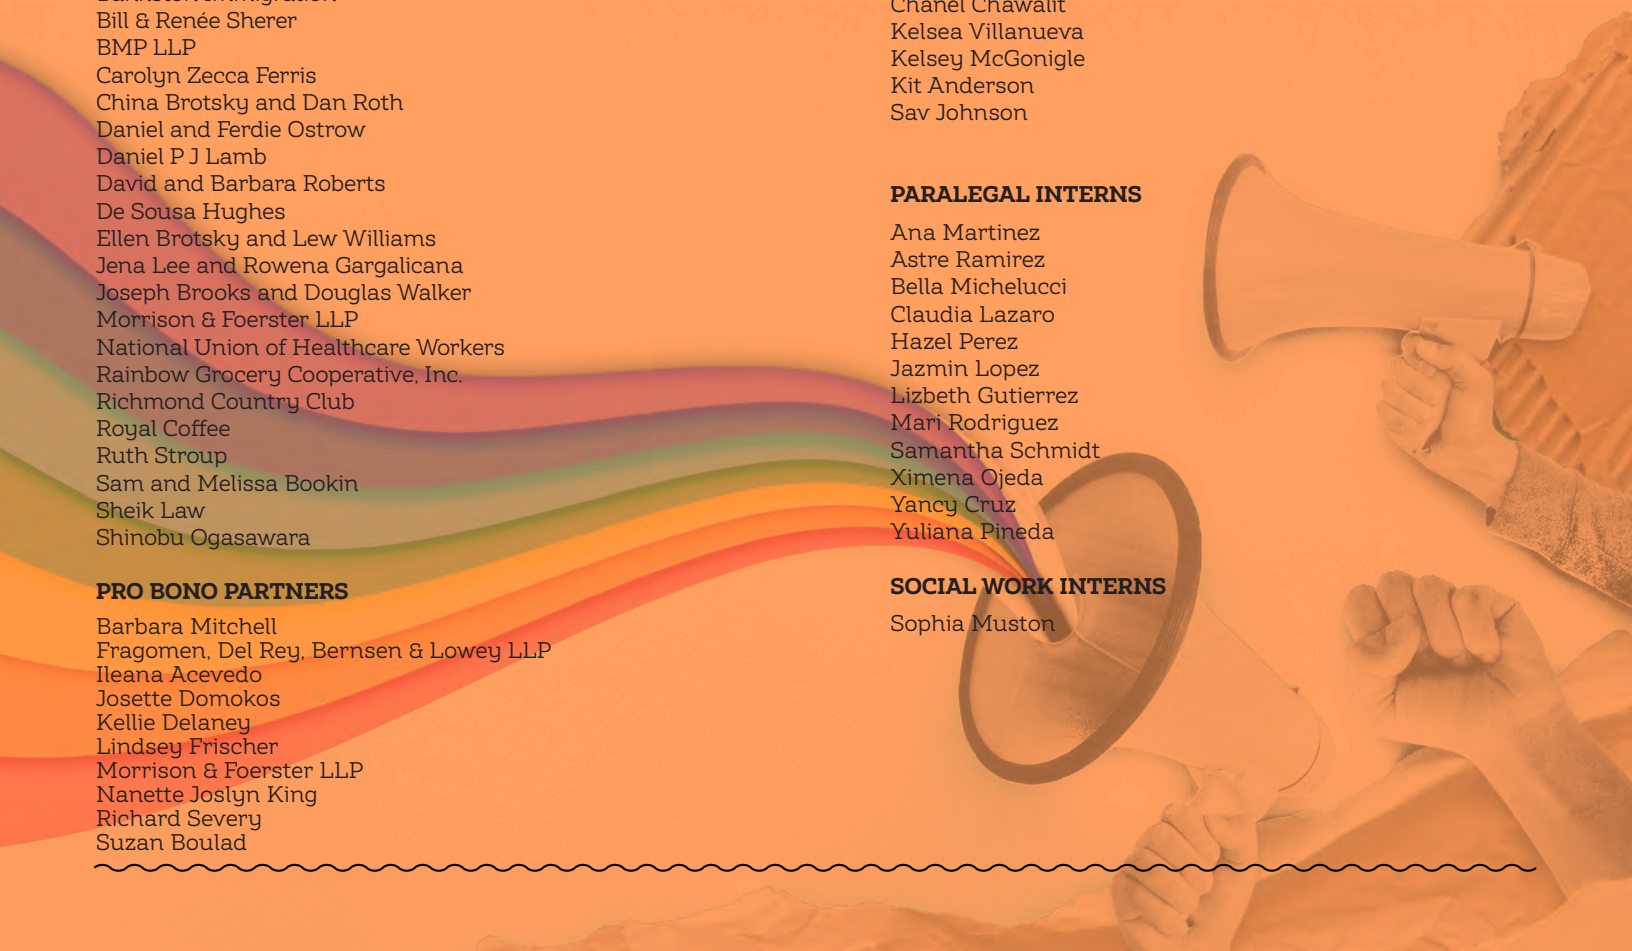 Bill & Renée Sherer
BMP LLP
Carolyn Zecca Ferris
China Brotsky and Dan Roth
Daniel and Ferdie Ostrow
Daniel P J Lamb
David and Barbara Roberts
De Sousa Hughes
Ellen Brotsky and Lew Williams
Jena Lee and Rowena Gargalicana
Joseph Brooks and Douglas Walker
Morrison & Foerster LLP
National Union of Healthcare Workers
Rainbow Grocery Cooperative, Inc.
Richmond Country Club
Royal Coffee
Ruth Stroup
Sam and Melissa Bookin
Sheik Law
Shinobu Ogasawara
PRO BONO PARTNERS
Barbara Mitchell
Fragomen, Del Rey, Bernsen & Lowey LLP
Ileana Acevedo
Josette Domokos
Kellie Delaney
Lindsey Frischer
Morrison & Foerster LLP
Nanette Joslyn King
Richard Severy
Suzan Boulad
Chanel Chawalit
Kelsea Villanueva
Kelsey McGonigle
Kit Anderson
Sav Johnson
PARALEGAL INTERNS
Ana Martinez
Astre Ramirez
Bella Michelucci
Claudia Lazaro
Hazel Perez
Jazmin Lopez
Lizbeth Gutierrez
Mari Rodriguez
Samantha Schmidt
Ximena Ojeda
Yancy Cruz
Yuliana Pineda
SOCIAL WORK INTERNS
Sophia Muston